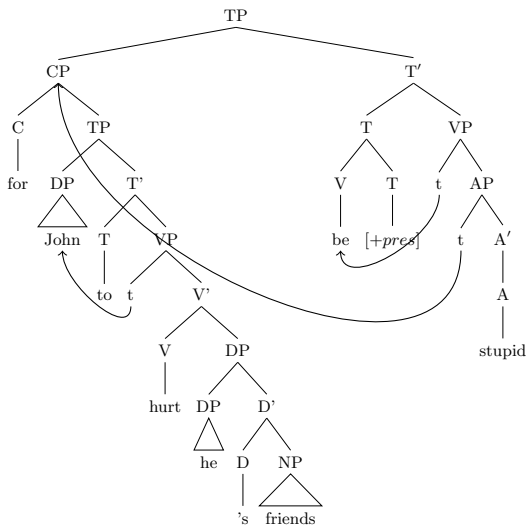 TP
CP T′
C TP T VP
for DP T' V T t AP
John T VP be [+pres] t A′
to t V' A
V DP stupid
hurt DP D'
he D NP
's friends